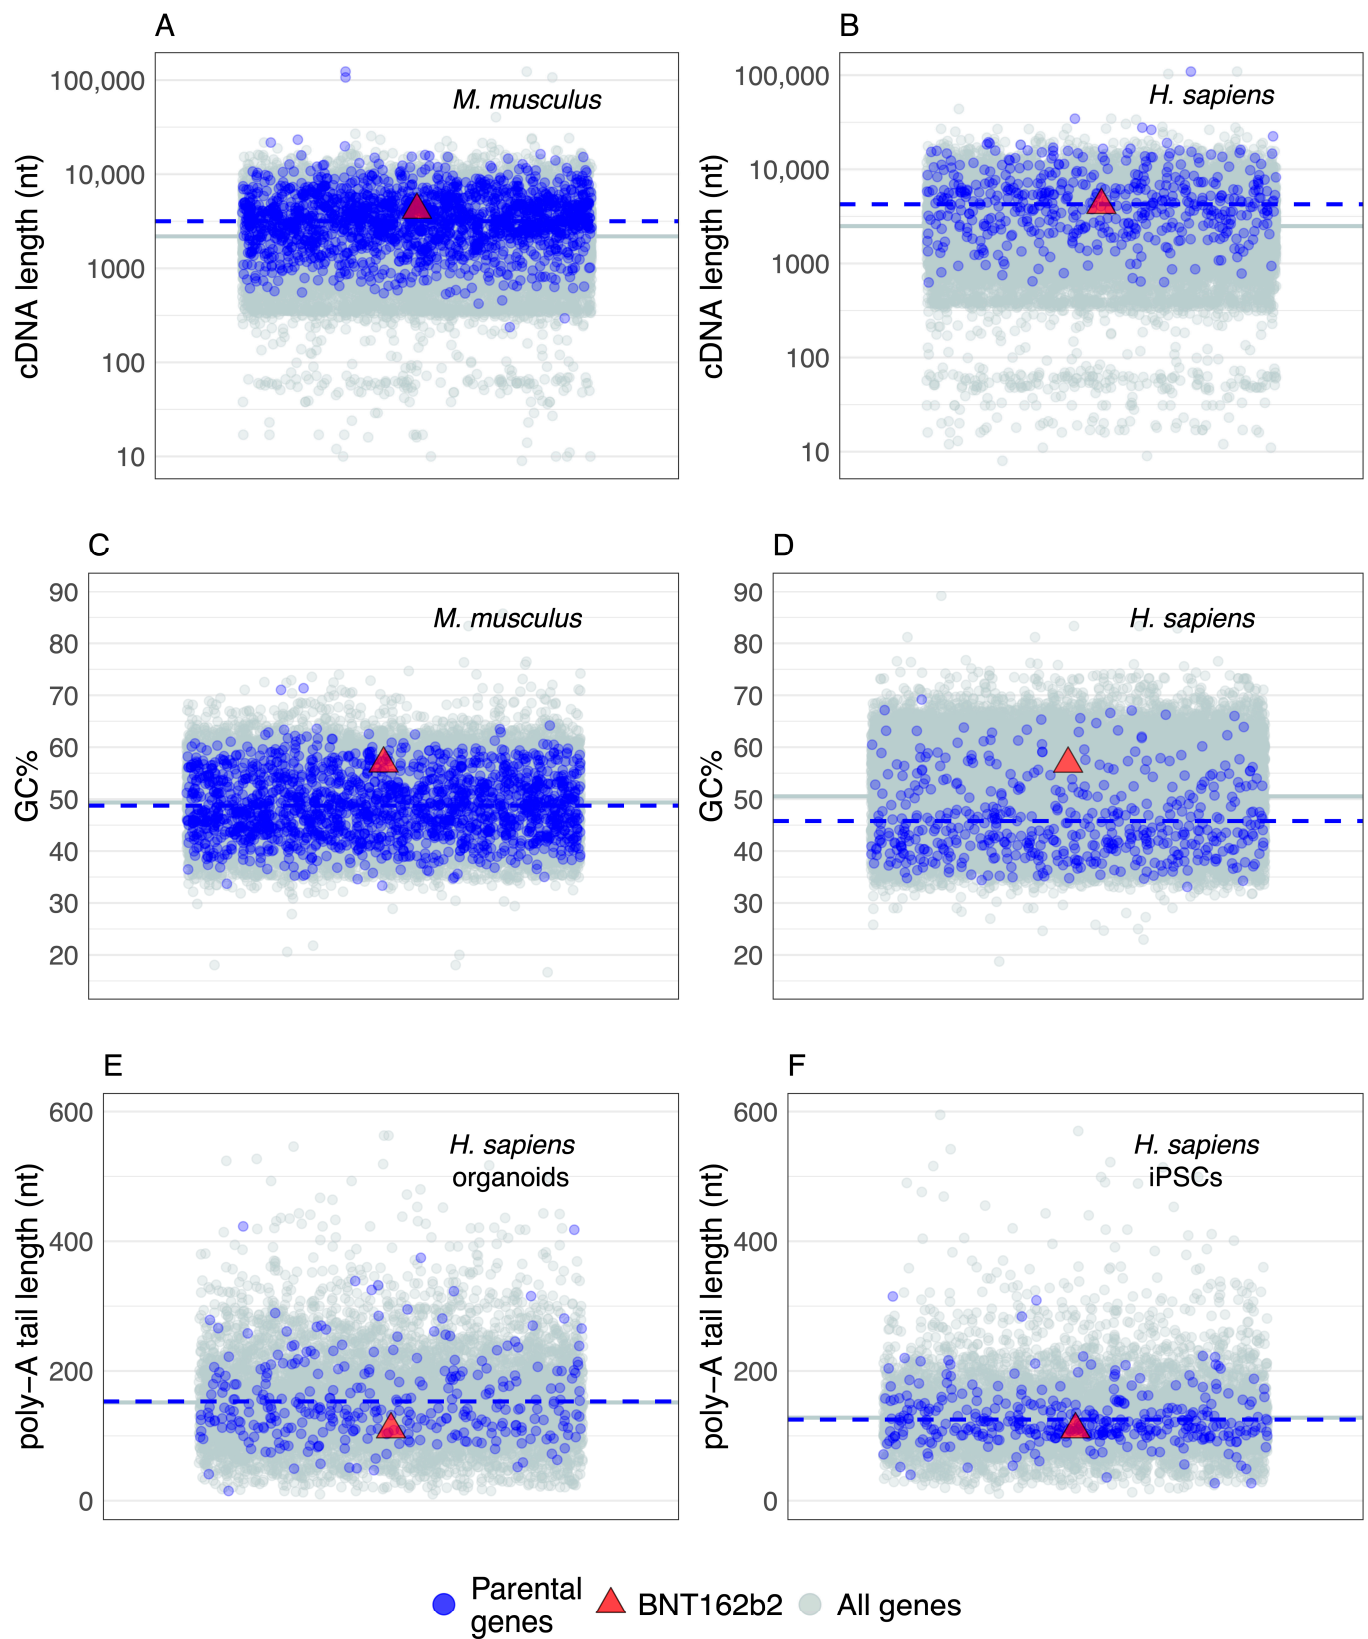 A
M. musculus
cDNA length (nt)
100,000
10,000
1000
100
10
B
H. sapiens
cDNA length (nt)
100,000
10,000
1000
100
10
C
M. musculus
GC%
90
80
70
60
50
40
30
20
D
H. sapiens
GC%
90
80
70
60
50
40
30
20
E
H. sapiens
organoids
poly−A tail length (nt)
600
400
200
0
F
H. sapiens
iPSCs
poly−A tail length (nt)
600
400
200
0
Parental
genes
BNT162b2
All genes